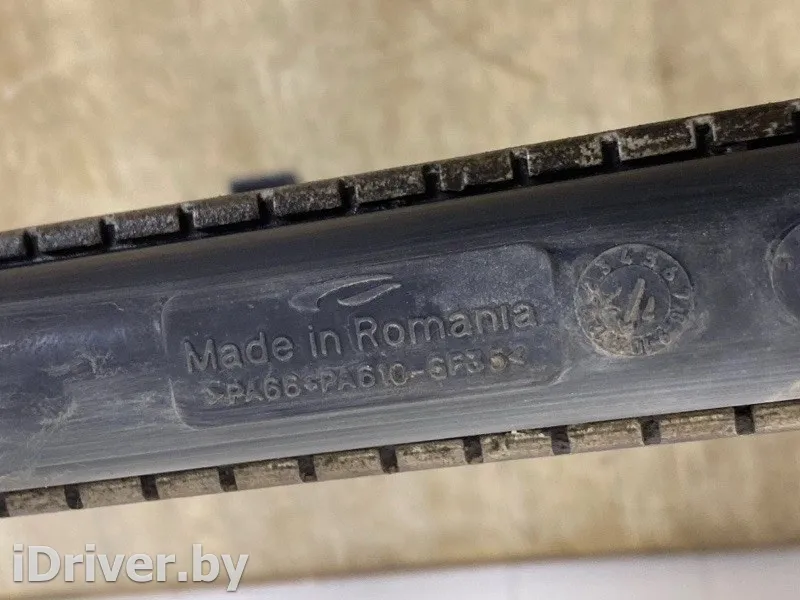 Made in Romania
>PA66+PA610-GF35<
iDriver.by